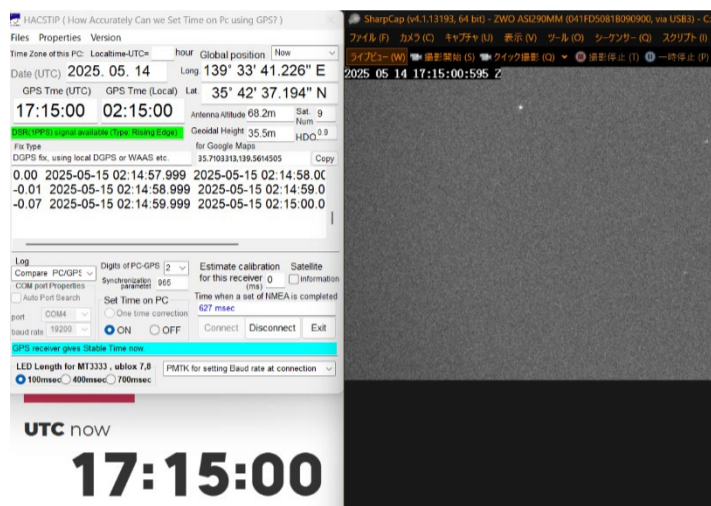 HACSTIP ( How Accurately Can we Set Time on Pc using GPS? )
Files Properties Version
Time Zone of this PC: Localtime-UTC= hour
Global position Now
Date (UTC) 2025. 05. 14
Long. 139° 33' 41.226" E
GPS Tme (UTC) GPS Tme (Local)
Lat. 35° 42' 37.194" N
17:15:00 02:15:00
Antenna Altitude 68.2m Sat. Num 9
DSR(1PPS) signal available (Type: Rising Edge)
Geoidal Height 35.5m HDO 0.9
Fix Type
for Google Maps
DGPS fix, using local DGPS or WAAS etc.
35.7103313,139.5614505 Copy
0.00 2025-05-15 02:14:57.999 2025-05-15 02:14:58.00
-0.01 2025-05-15 02:14:58.999 2025-05-15 02:14:59.0
-0.07 2025-05-15 02:14:59.999 2025-05-15 02:15:00.0
Log
Compare PC/GPS
Digits of PC-GPS 2
Synchronization parameter 965
Estimate calibration for this receiver 0 (ms)
Satellite information
COM port Properties
Auto Port Search
port COM4
baud rate 19200
Set Time on PC
One time correction
ON OFF
Time when a set of NMEA is completed
627 msec
Connect Disconnect Exit
GPS receiver gives Stable Time now.
LED Length for MT3333 , ublox 7,8
100msec 400msec 700msec
PMTK for setting Baud rate at connection
UTC now
17:15:00
SharpCap (v4.1.13193, 64 bit) - ZWO ASI290MM (041FD50818090900, via USB3) - C:
ファイル (F) カメラ (C) キャプチャ (U) 表示 (V) ツール (O) シーケンサー (Q) スクリプト (I)
ライブビュー (W) 撮影開始 (S) クイック撮影 (Q) 撮影停止 (T) 一時停止 (P)
2025 05 14 17:15:00:595 Z